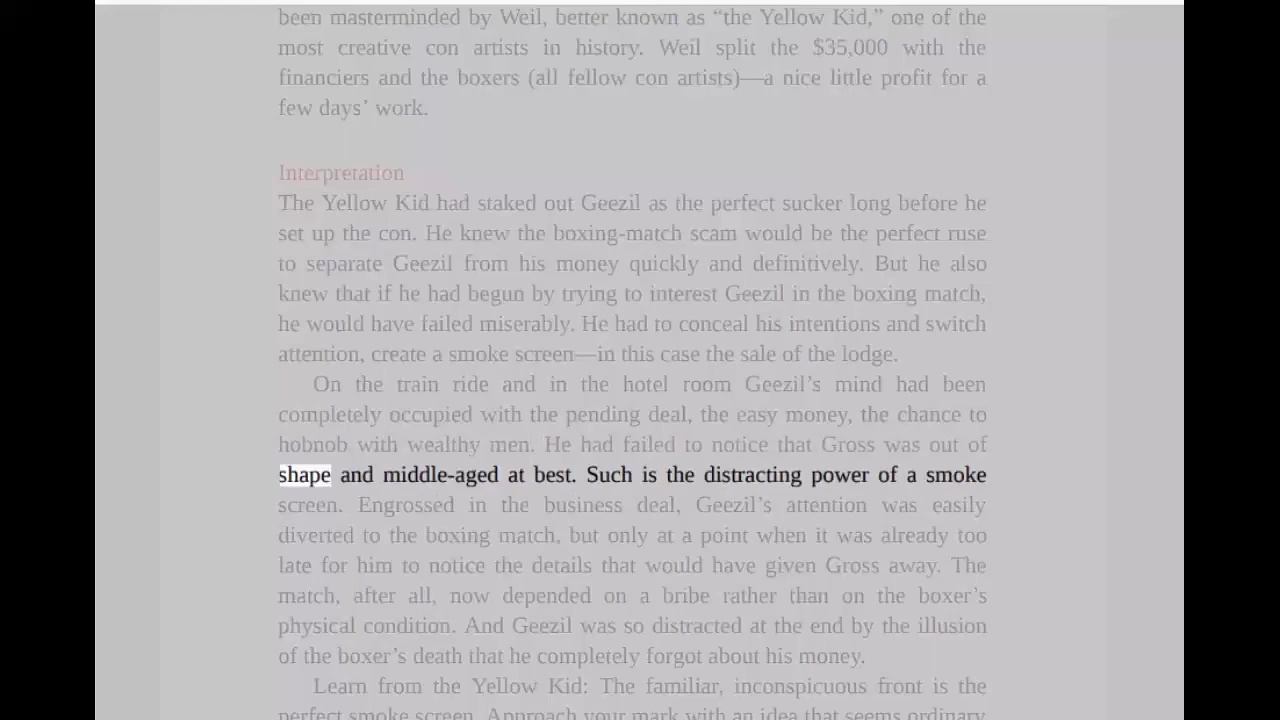 been masterminded by Weil, better known as “the Yellow Kid,” one of the
most creative con artists in history. Weil split the $35,000 with the
financiers and the boxers (all fellow con artists)—a nice little profit for a
few days’ work.
Interpretation
The Yellow Kid had staked out Geezil as the perfect sucker long before he
set up the con. He knew the boxing-match scam would be the perfect ruse
to separate Geezil from his money quickly and definitively. But he also
knew that if he had begun by trying to interest Geezil in the boxing match,
he would have failed miserably. He had to conceal his intentions and switch
attention, create a smoke screen—in this case the sale of the lodge.
On the train ride and in the hotel room Geezil’s mind had been
completely occupied with the pending deal, the easy money, the chance to
hobnob with wealthy men. He had failed to notice that Gross was out of
shape and middle-aged at best. Such is the distracting power of a smoke
screen. Engrossed in the business deal, Geezil’s attention was easily
diverted to the boxing match, but only at a point when it was already too
late for him to notice the details that would have given Gross away. The
match, after all, now depended on a bribe rather than on the boxer’s
physical condition. And Geezil was so distracted at the end by the illusion
of the boxer’s death that he completely forgot about his money.
Learn from the Yellow Kid: The familiar, inconspicuous front is the
perfect smoke screen. Approach your mark with an idea that seems ordinary